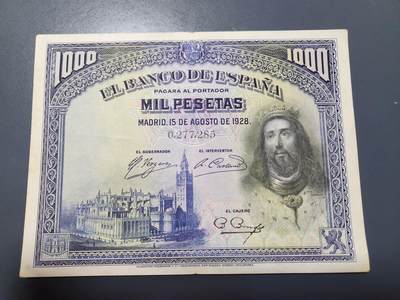 1000 1000
EL BANCO DE ESPAÑA
PAGARA AL PORTADOR
MIL PESETAS
MADRID, 15 DE AGOSTO DE 1928.
0,277,285
EL GOBERNADOR EL INTERVENTOR
EL CAJERO